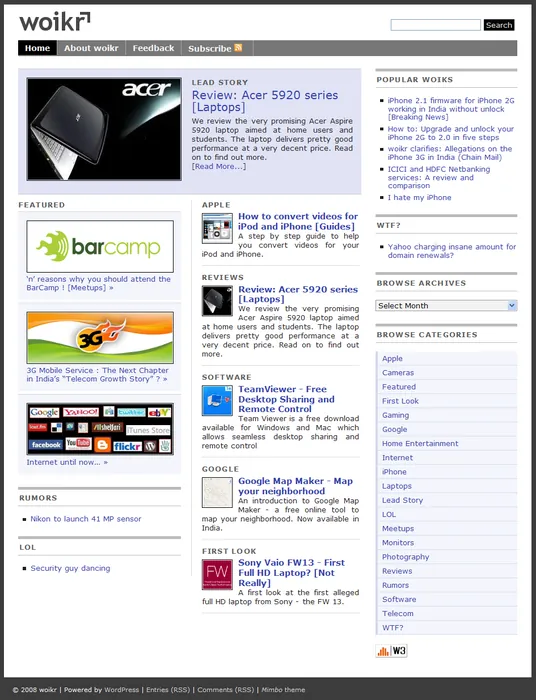 woikr
Search
Home
About woikr
Feedback
Subscribe
acer
LEAD STORY
Review: Acer 5920 series
[Laptops]
We review the very promising Acer Aspire
5920 laptop aimed at home users and
students. The laptop delivers pretty good
performance at a very decent price. Read
on to find out more.
[Read More...]
FEATURED
barcamp
'n' reasons why you should attend the
BarCamp ! [Meetups] »
3G
3G Mobile Service : The Next Chapter
in India's "Telecom Growth Story" ? »
Google YAHOO! twitter ebY
iTunes Store
facebook You Tube flickr W
Internet until now... »
RUMORS
Nikon to launch 41 MP sensor
LOL
Security guy dancing
APPLE
How to convert videos for
iPod and iPhone [Guides]
A step by step guide to help
you convert videos for your
iPod and iPhone.
REVIEWS
Review: Acer 5920 series
[Laptops]
We review the very promising
Acer Aspire 5920 laptop aimed
at home users and students. The laptop
delivers pretty good performance at a
very decent price. Read on to find out
more.
SOFTWARE
TeamViewer - Free
Desktop Sharing and
Remote Control
Team Viewer is a free download
available for Windows and Mac which
allows seamless desktop sharing and
remote control
GOOGLE
Google Map Maker - Map
your neighborhood
An introduction to Google Map
Maker - a free online tool to
map your neighborhood. Now available in
India.
FIRST LOOK
FW
Sony Vaio FW13 - First
Full HD Laptop? [Not
Really]
A first look at the first alleged
full HD laptop from Sony - the FW 13.
POPULAR WOIKS
iPhone 2.1 firmware for iPhone 2G
working in India without unlock
[Breaking News]
How to: Upgrade and unlock your
iPhone 2G to 2.0 in five steps
woikr clarifies: Allegations on the
iPhone 3G in India (Chain Mail)
ICICI and HDFC Netbanking
services: A review and
comparison
I hate my iPhone
WTF?
Yahoo charging insane amount for
domain renewals?
BROWSE ARCHIVES
Select Month
BROWSE CATEGORIES
Apple
Cameras
Featured
First Look
Gaming
Google
Home Entertainment
Internet
iPhone
Laptops
Lead Story
LOL
Meetups
Monitors
Photography
Reviews
Rumors
Software
Telecom
WTF?
W3
© 2008 woikr | Powered by WordPress | Entries (RSS) | Comments (RSS) | Mimbo theme